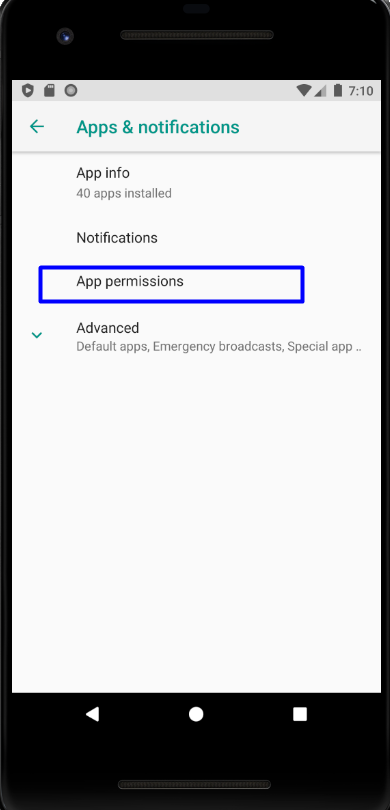 7:10
Apps & notifications
App info
40 apps installed
Notifications
App permissions
Advanced
Default apps, Emergency broadcasts, Special app ..